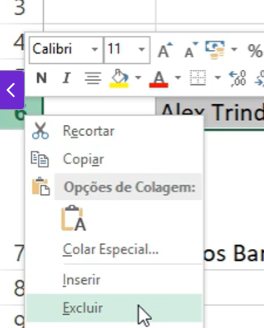 3
4
Calibri 11 A A %
N I A
6 Alex Trind
Recortar
Copiar
Opções de Colagem:
A
Colar Especial...
7 os Bar
Inserir
8
Excluir
9